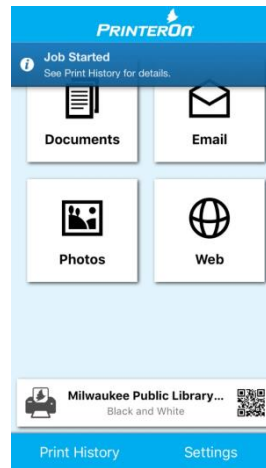 PRINTERON
Job Started
See Print History for details.
Documents
Email
Photos
Web
Milwaukee Public Library...
Black and White
Print History
Settings